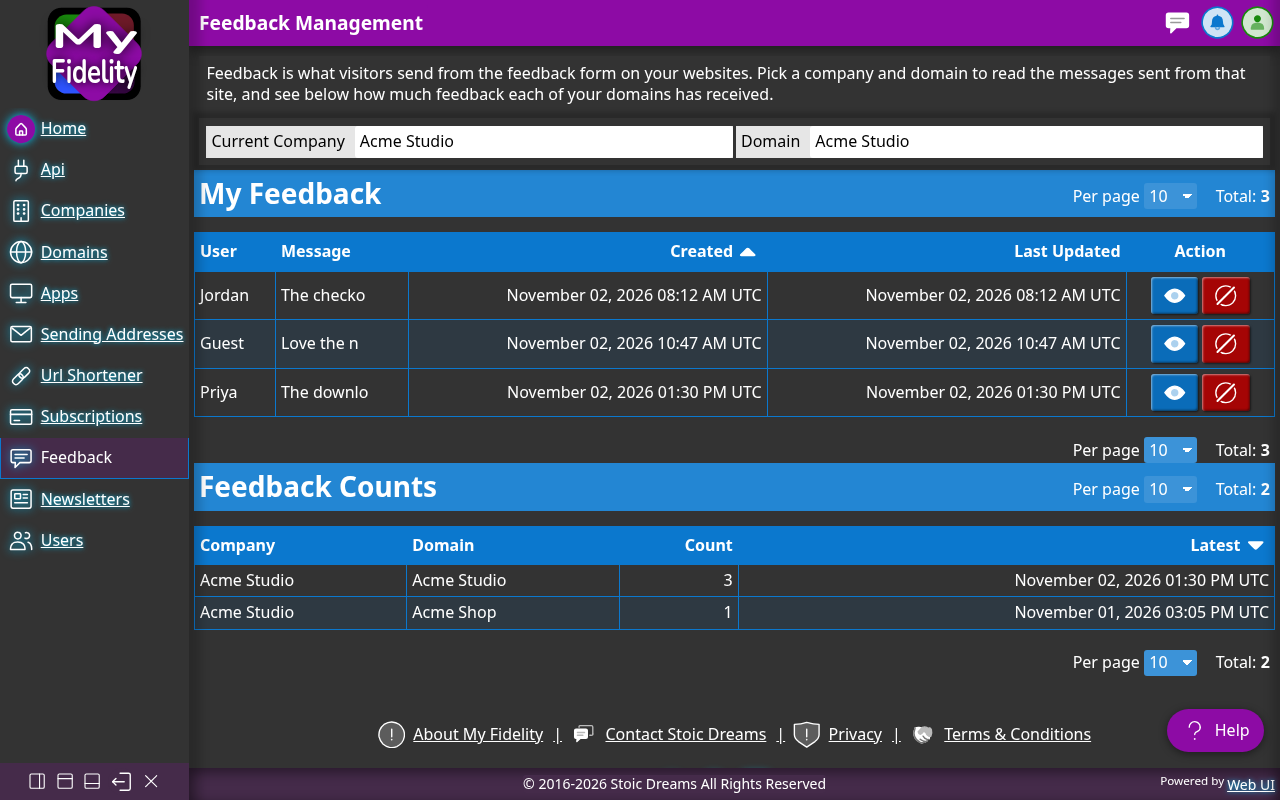 My Fidelity
Feedback Management
Home
Api
Companies
Domains
Apps
Sending Addresses
Url Shortener
Subscriptions
Feedback
Newsletters
Users
Feedback is what visitors send from the feedback form on your websites. Pick a company and domain to read the messages sent from that
site, and see below how much feedback each of your domains has received.
Current Company Acme Studio Domain Acme Studio
My Feedback Per page 10 Total: 3
User Message Created Last Updated Action
Jordan The checko November 02, 2026 08:12 AM UTC November 02, 2026 08:12 AM UTC
Guest Love the n November 02, 2026 10:47 AM UTC November 02, 2026 10:47 AM UTC
Priya The downlo November 02, 2026 01:30 PM UTC November 02, 2026 01:30 PM UTC
Per page 10 Total: 3
Feedback Counts Per page 10 Total: 2
Company Domain Count Latest
Acme Studio Acme Studio 3 November 02, 2026 01:30 PM UTC
Acme Studio Acme Shop 1 November 01, 2026 03:05 PM UTC
Per page 10 Total: 2
About My Fidelity | Contact Stoic Dreams | Privacy | Terms & Conditions
Help
© 2016-2026 Stoic Dreams All Rights Reserved
Powered by Web UI